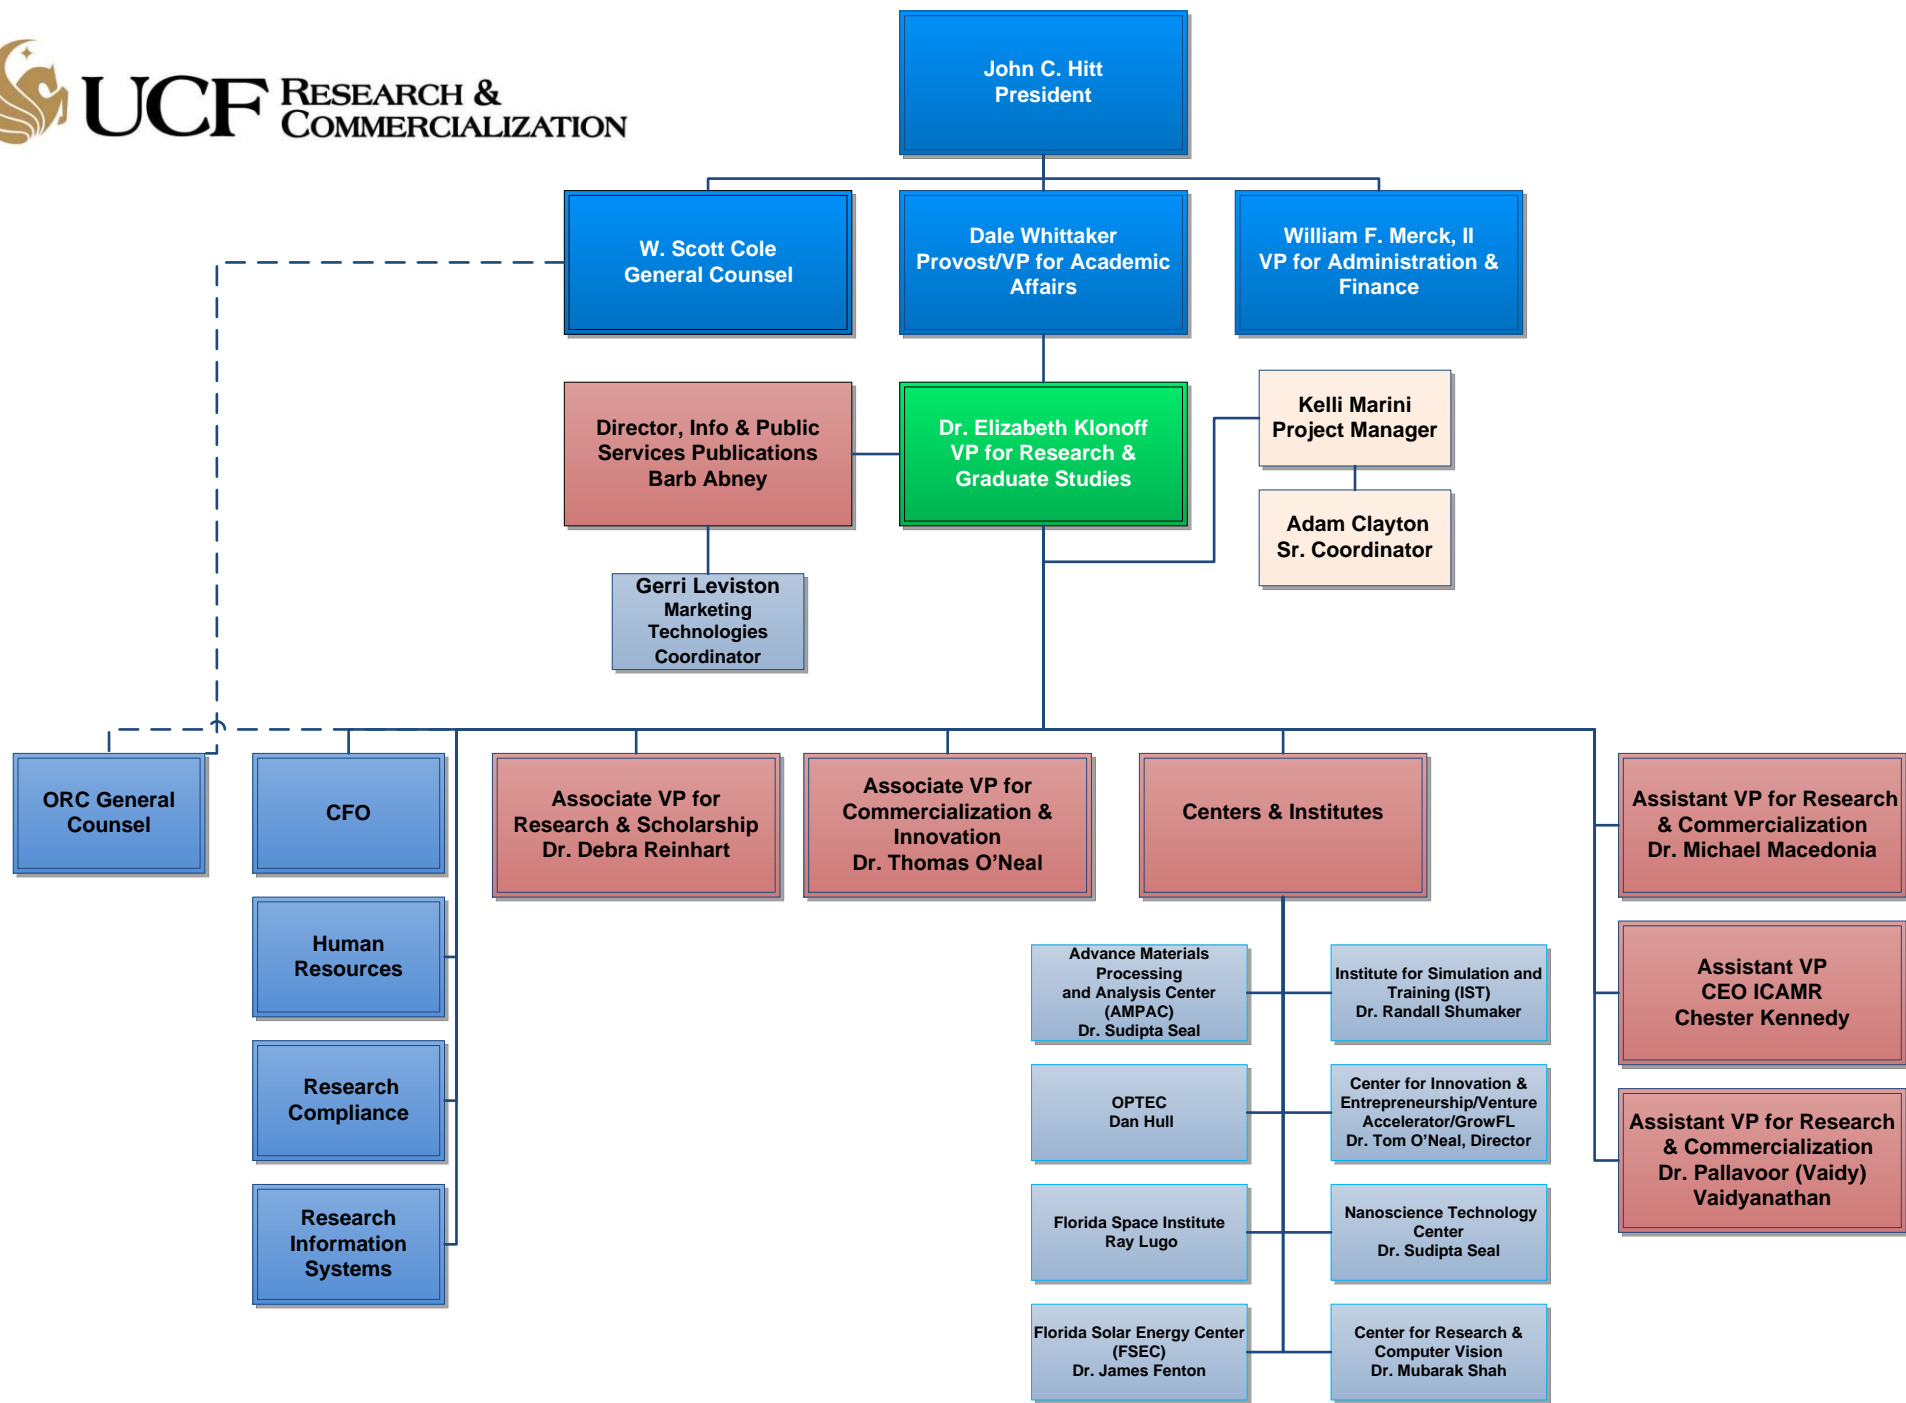 UCF RESEARCH &
COMMERCIALIZATION
John C. Hitt
President
W. Scott Cole
General Counsel
Dale Whittaker
Provost/VP for Academic
Affairs
William F. Merck, II
VP for Administration &
Finance
Director, Info & Public
Services Publications
Barb Abney
Dr. Elizabeth Klonoff
VP for Research &
Graduate Studies
Kelli Marini
Project Manager
Adam Clayton
Sr. Coordinator
Gerri Leviston
Marketing
Technologies
Coordinator
ORC General
Counsel
CFO
Associate VP for
Research & Scholarship
Dr. Debra Reinhart
Associate VP for
Commercialization &
Innovation
Dr. Thomas O’Neal
Centers & Institutes
Assistant VP for Research
& Commercialization
Dr. Michael Macedonia
Human
Resources
Research
Compliance
Research
Information
Systems
Advance Materials
Processing
and Analysis Center
(AMPAC)
Dr. Sudipta Seal
Institute for Simulation and
Training (IST)
Dr. Randall Shumaker
OPTEC
Dan Hull
Center for Innovation &
Entrepreneurship/Venture
Accelerator/GrowFL
Dr. Tom O’Neal, Director
Florida Space Institute
Ray Lugo
Nanoscience Technology
Center
Dr. Sudipta Seal
Florida Solar Energy Center
(FSEC)
Dr. James Fenton
Center for Research &
Computer Vision
Dr. Mubarak Shah
Assistant VP
CEO ICAMR
Chester Kennedy
Assistant VP for Research
& Commercialization
Dr. Pallavoor (Vaidy)
Vaidyanathan